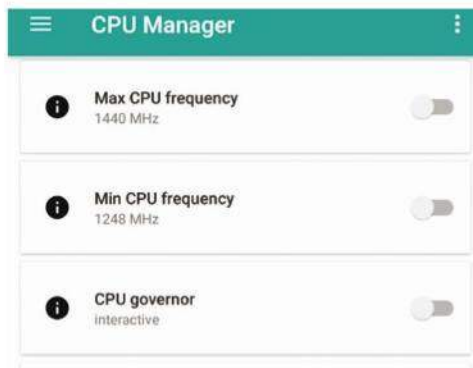 CPU Manager
Max CPU frequency
1440 MHz
Min CPU frequency
1248 MHz
CPU governor
interactive